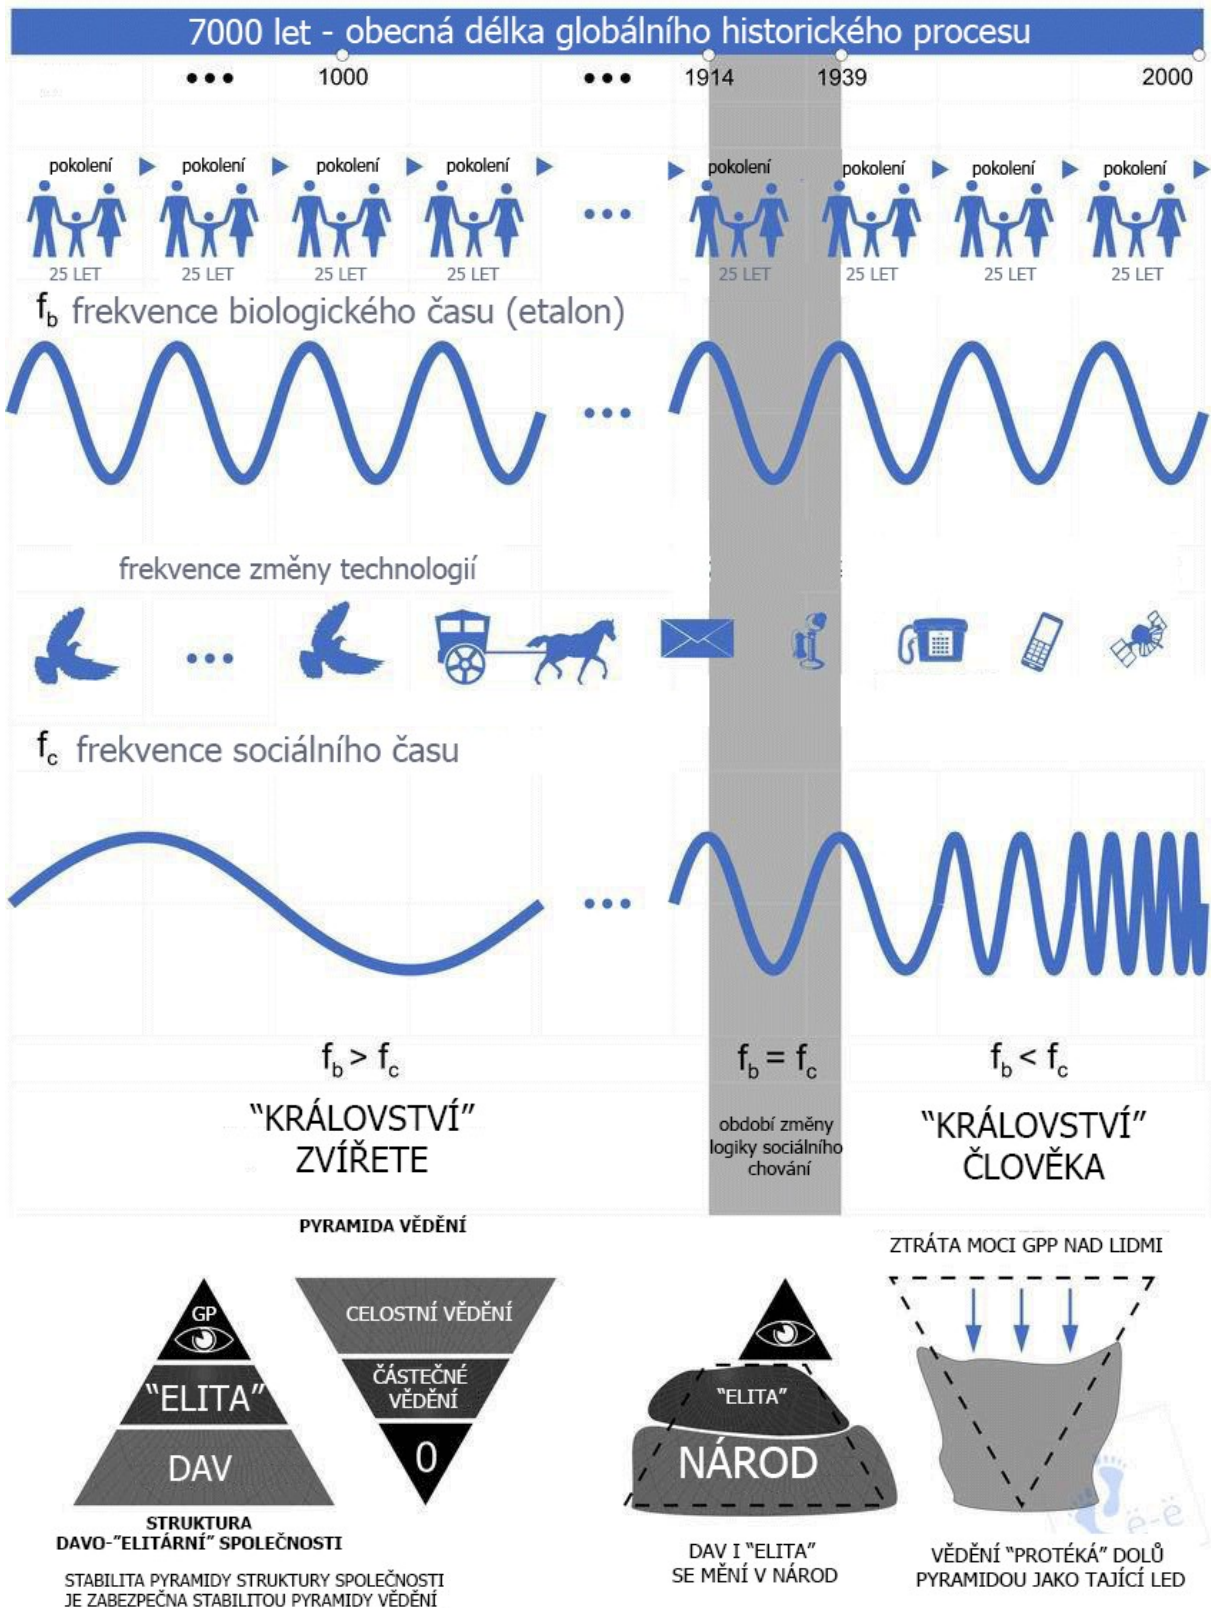 7000 let - obecná délka globálního historického procesu
••• 1000 ••• 1914 1939 2000
pokolení pokolení pokolení pokolení pokolení pokolení pokolení pokolení
•••
25 LET 25 LET 25 LET 25 LET 25 LET 25 LET 25 LET 25 LET
fb frekvence biologického času (etalon)
•••
frekvence změny technologií
•••
fc frekvence sociálního času
•••
fb > fc fb = fc fb < fc
“KRÁLOVSTVÍ”
ZVÍŘETE
období změny
logiky sociálního
chování
“KRÁLOVSTVÍ”
ČLOVĚKA
PYRAMIDA VĚDĚNÍ
ZTRÁTA MOCI GPP NAD LIDMI
GP
“ELITA”
DAV
CELOSTNÍ VĚDĚNÍ
ČÁSTEČNÉ
VĚDĚNÍ
0
“ELITA”
NÁROD
ë-ë
STRUKTURA
DAVO-”ELITÁRNÍ” SPOLEČNOSTI
STABILITA PYRAMIDY STRUKTURY SPOLEČNOSTI
JE ZABEZPEČNA STABILITOU PYRAMIDY VĚDĚNÍ
DAV I “ELITA”
SE MĚNÍ V NÁROD
VĚDĚNÍ “PROTÉKÁ” DOLŮ
PYRAMIDOU JAKO TAJÍCÍ LED